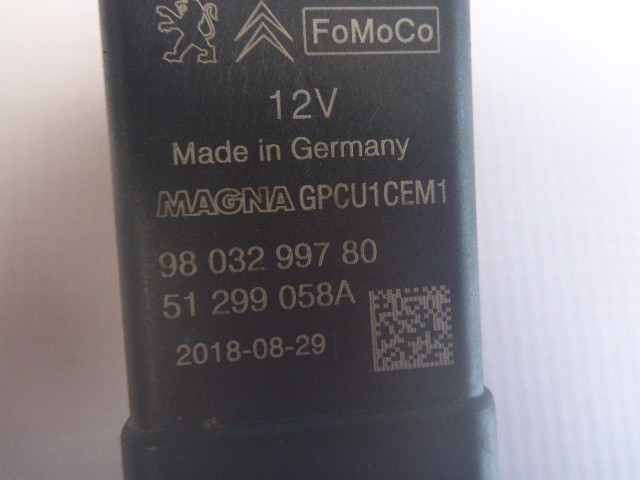 FoMoCo
12V
Made in Germany
MAGNA GPCU1CEM1
98 032 997 80
51 299 058A
2018-08-29